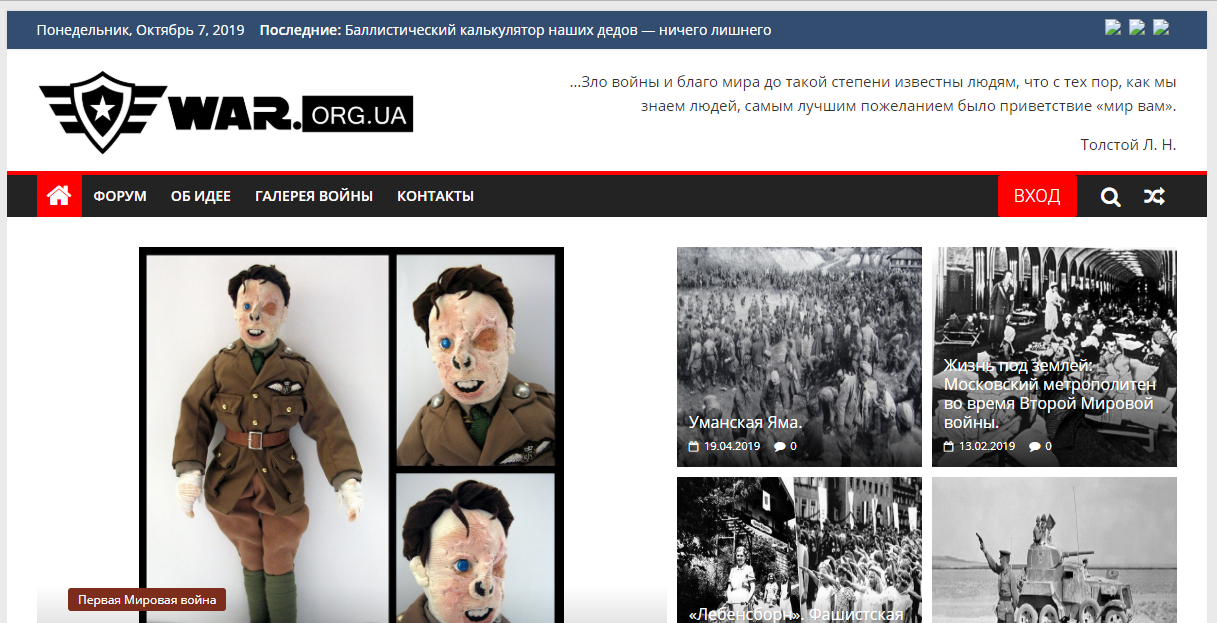 Понедельник, Октябрь 7, 2019 Последние: Баллистический калькулятор наших дедов — ничего лишнего
WAR.ORG.UA
...Зло войны и благо мира до такой степени известны людям, что с тех пор, как мы
знаем людей, самым лучшим пожеланием было приветствие «мир вам».
Толстой Л. Н.
ФОРУМ ОБ ИДЕЕ ГАЛЕРЕЯ ВОЙНЫ КОНТАКТЫ ВХОД
Уманская Яма.
19.04.2019 0
Жизнь под землей:
Московский метрополитен
во время Второй Мировой
войны.
13.02.2019 0
Первая Мировая война
«Лебенсборн». Фашистская